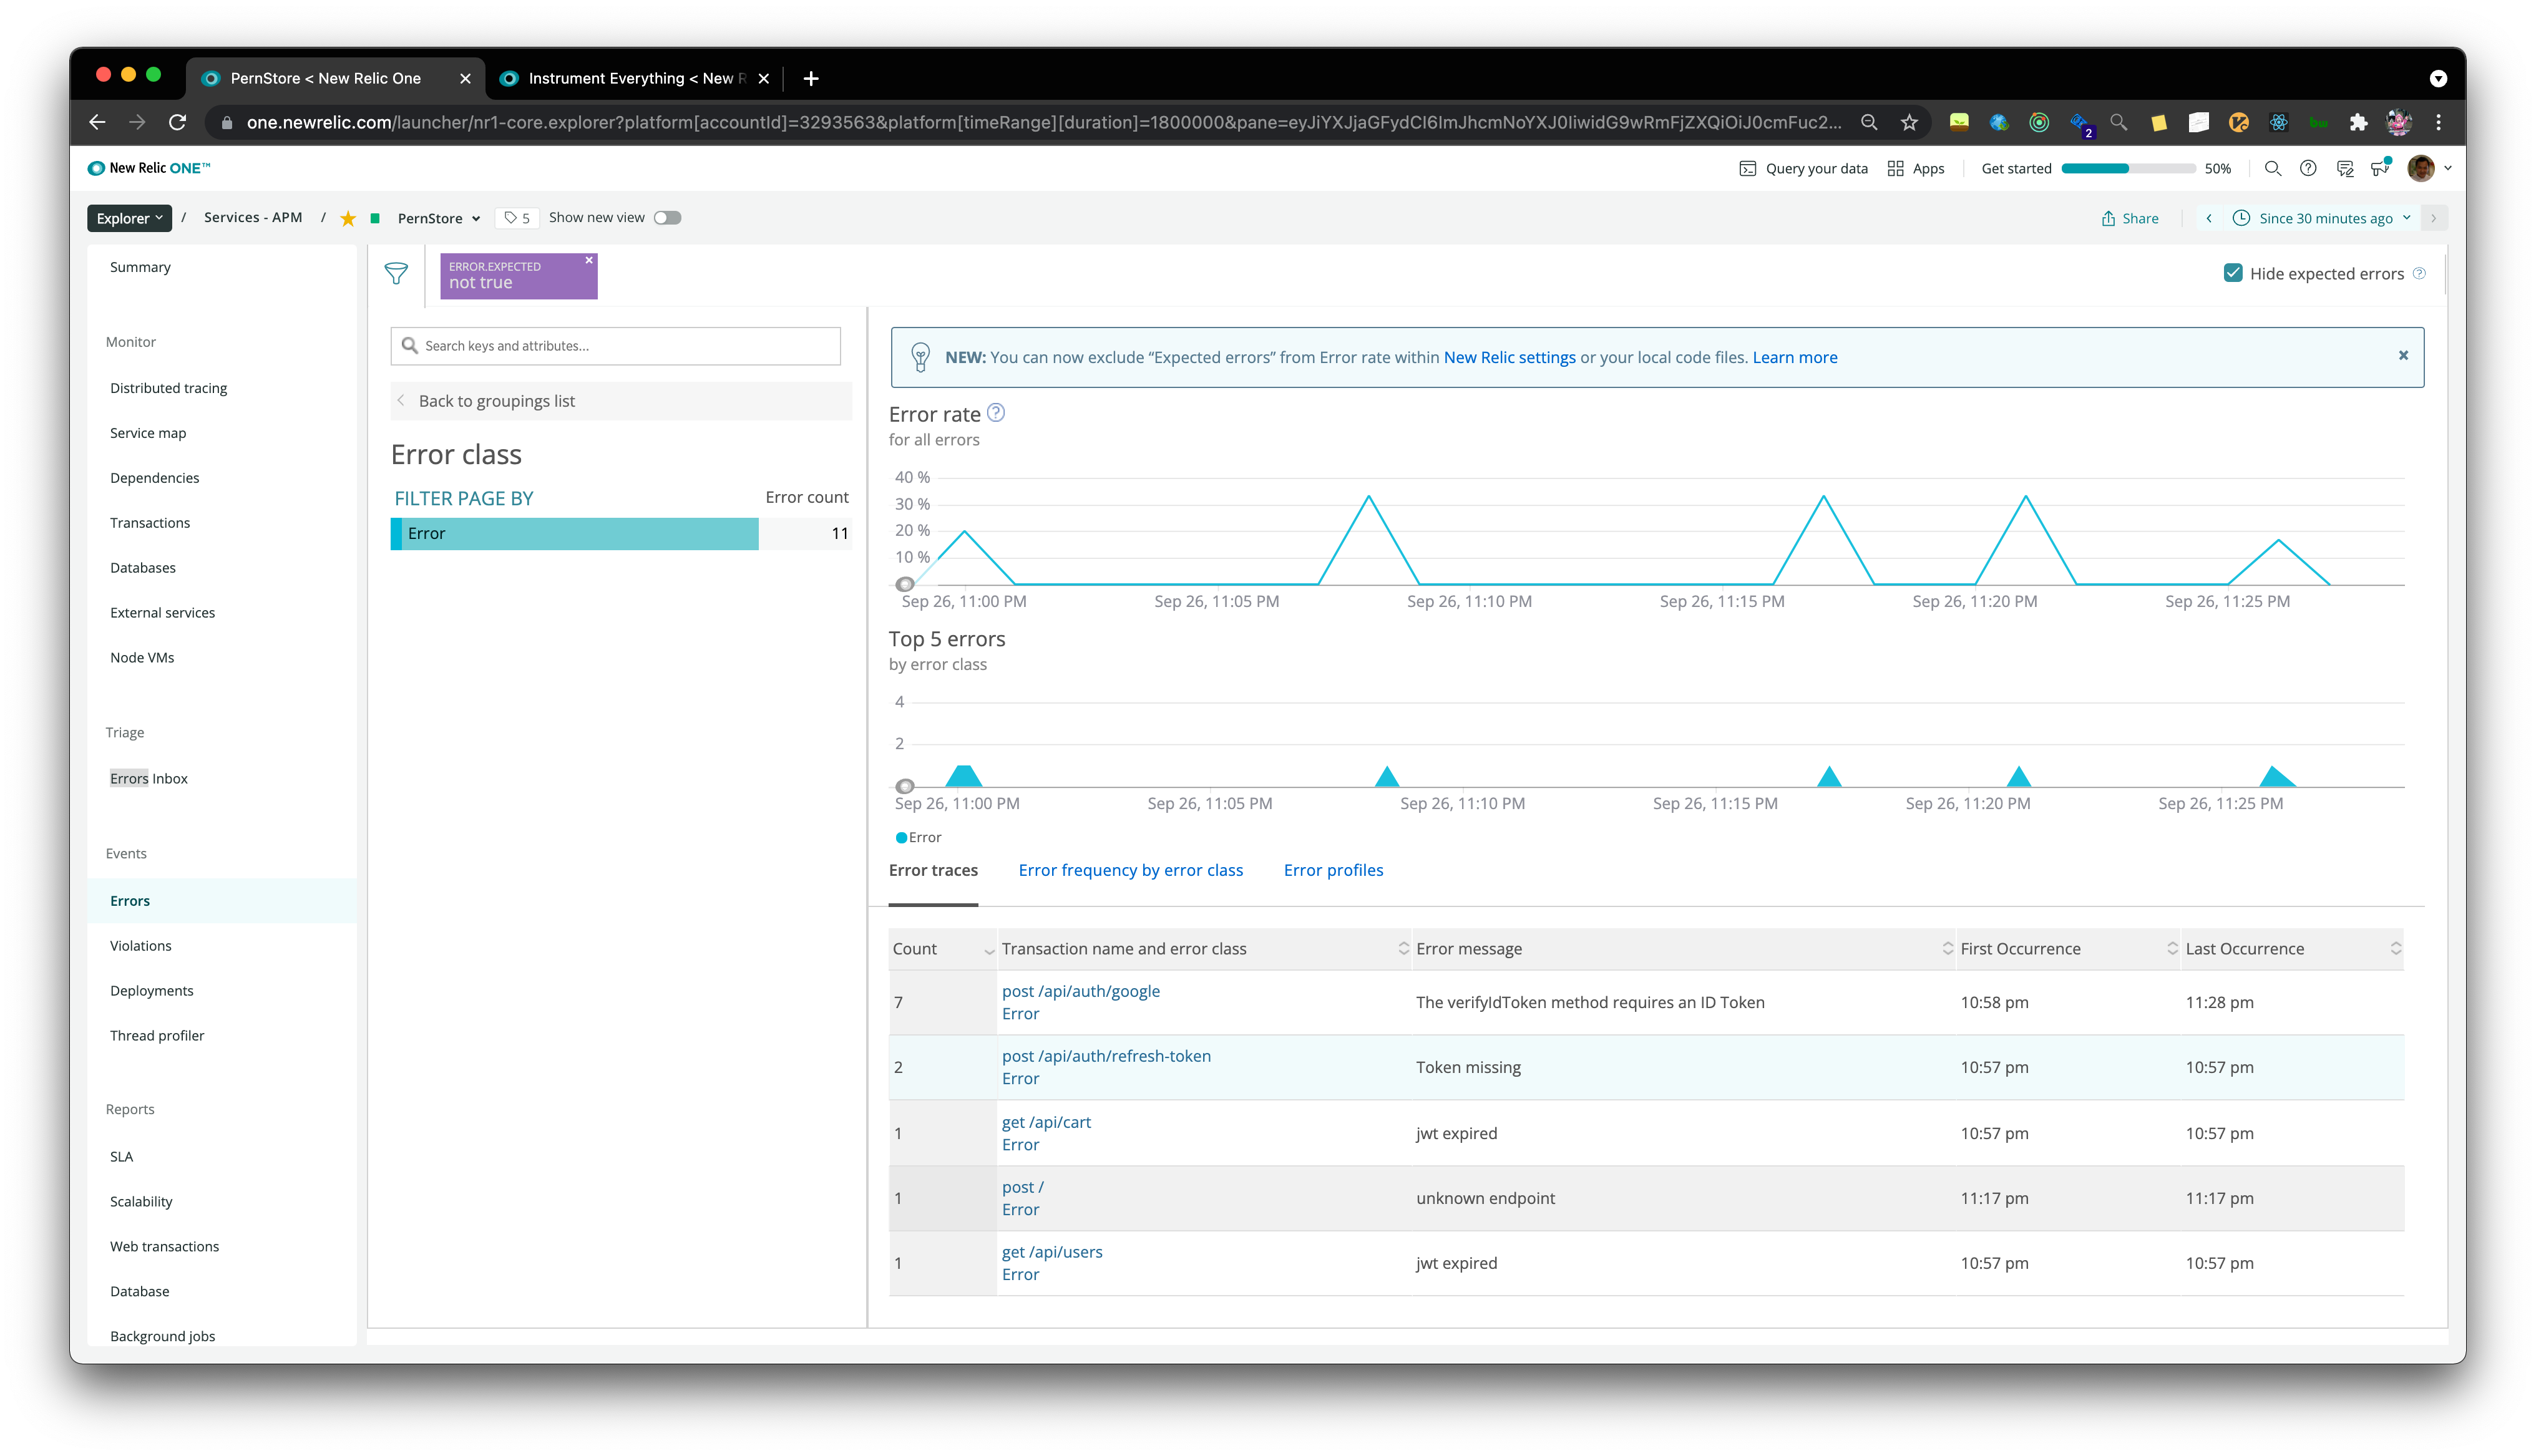 PernStore < New Relic One
Instrument Everything < New R
one.newrelic.com/launcher/nr1-core.explorer?platform[accountId]=3293563&platform[timeRange][duration]=1800000&pane=eyJiYXJjaGFydCI6ImJhcmNoYXJ0IiwidG9wRmFjZXQiOiJ0cmFuc2...
2
New Relic ONE™
Query your data
Apps
Get started
50%
Explorer / Services - APM / PernStore
5
Show new view
Share
Since 30 minutes ago
Summary
Monitor
Distributed tracing
Service map
Dependencies
Transactions
Databases
External services
Node VMs
Triage
Errors Inbox
Events
Errors
Violations
Deployments
Thread profiler
Reports
SLA
Scalability
Web transactions
Database
Background jobs
ERROR.EXPECTED
not true
Hide expected errors
Search keys and attributes...
Back to groupings list
Error class
FILTER PAGE BY
Error count
Error
11
NEW: You can now exclude “Expected errors” from Error rate within New Relic settings or your local code files. Learn more
Error rate
for all errors
40 %
30 %
20 %
10 %
Sep 26, 11:00 PM
Sep 26, 11:05 PM
Sep 26, 11:10 PM
Sep 26, 11:15 PM
Sep 26, 11:20 PM
Sep 26, 11:25 PM
Top 5 errors
by error class
4
2
Sep 26, 11:00 PM
Sep 26, 11:05 PM
Sep 26, 11:10 PM
Sep 26, 11:15 PM
Sep 26, 11:20 PM
Sep 26, 11:25 PM
Error
Error traces
Error frequency by error class
Error profiles
Count
Transaction name and error class
Error message
First Occurrence
Last Occurrence
7
post /api/auth/google
Error
The verifyIdToken method requires an ID Token
10:58 pm
11:28 pm
2
post /api/auth/refresh-token
Error
Token missing
10:57 pm
10:57 pm
1
get /api/cart
Error
jwt expired
10:57 pm
10:57 pm
1
post /
Error
unknown endpoint
11:17 pm
11:17 pm
1
get /api/users
Error
jwt expired
10:57 pm
10:57 pm